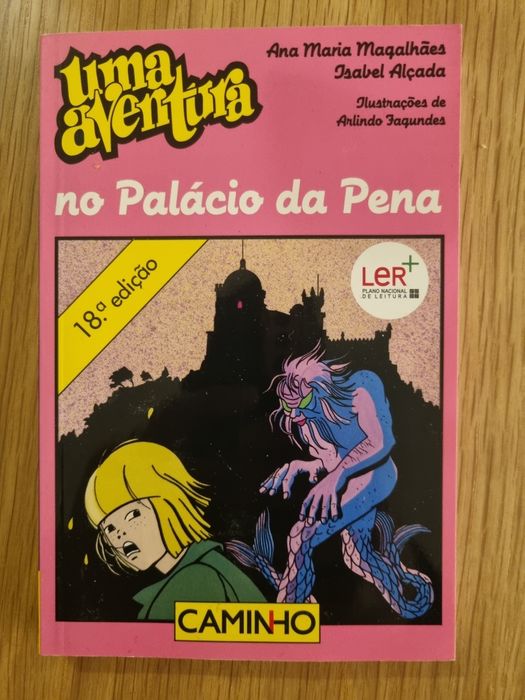 uma
aventura
Ana Maria Magalhães
Isabel Alçada
Ilustrações de
Arlindo Fagundes
no Palácio da Pena
18.ª edição
LER+
PLANO NACIONAL
DE LEITURA
CAMINHO